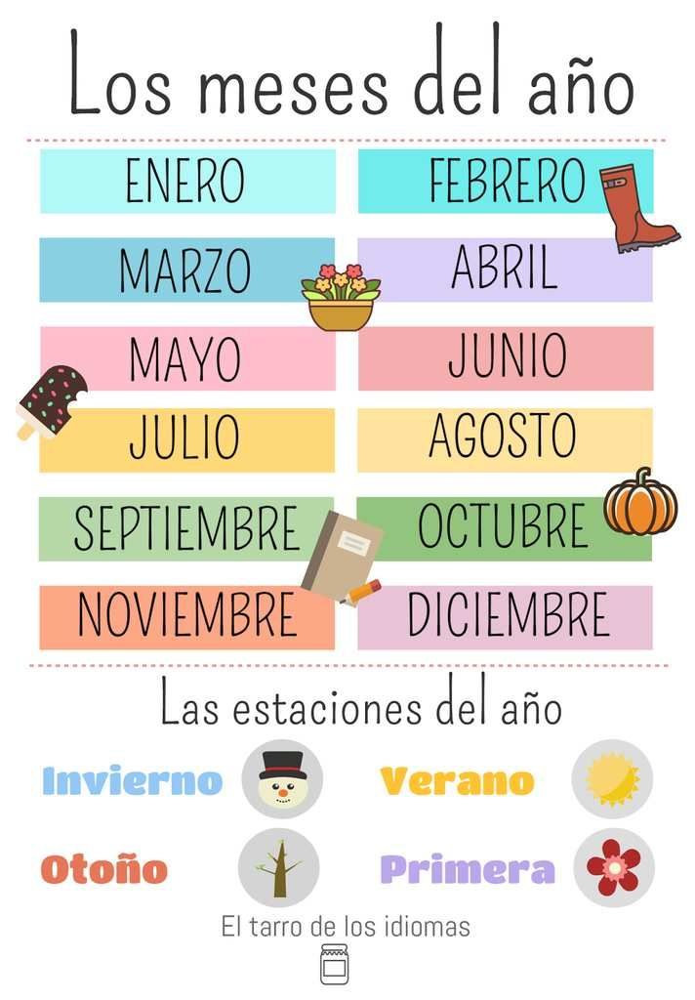 Los meses del año
ENERO FEBRERO
MARZO ABRIL
MAYO JUNIO
JULIO AGOSTO
SEPTIEMBRE OCTUBRE
NOVIEMBRE DICIEMBRE
Las estaciones del año
Invierno Verano
Otoño Primera
El tarro de los idiomas